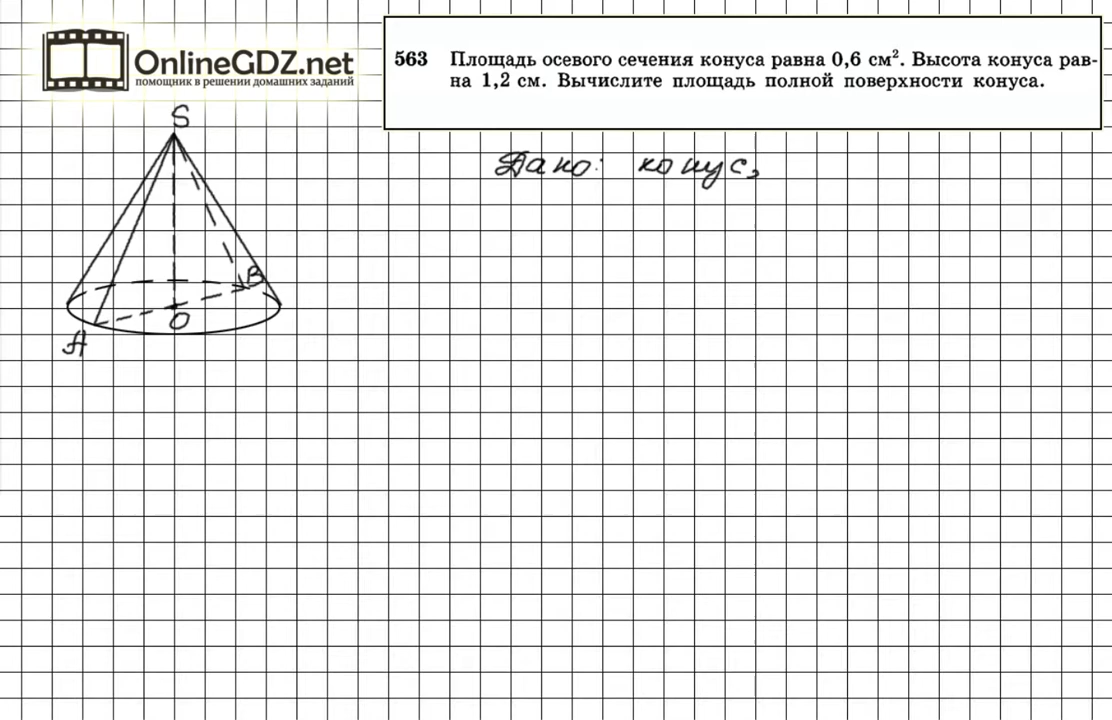 OnlineGDZ.net
помощник в решении домашних заданий
563 Площадь осевого сечения конуса равна 0,6 см². Высота конуса рав-
на 1,2 см. Вычислите площадь полной поверхности конуса.
S
Дано: конус,
B
O
A